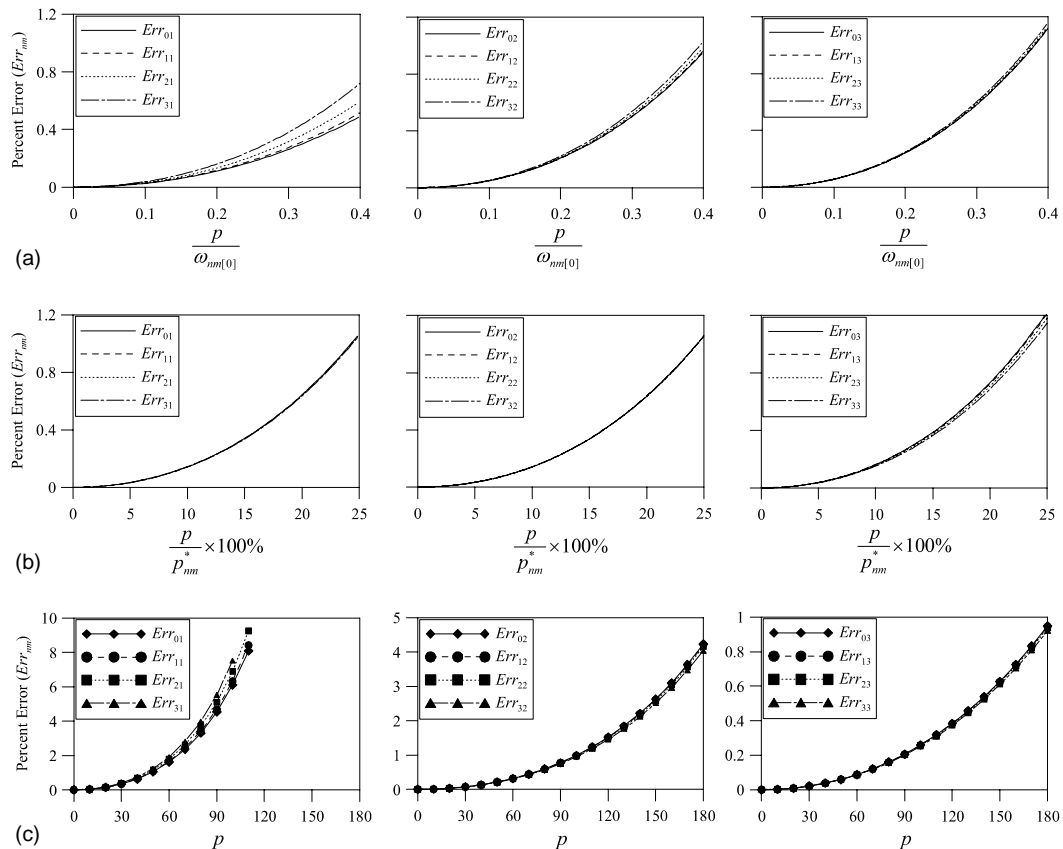 Percent Error (Err_nm)
1.2
0.8
0.4
0
Err_01
Err_11
Err_21
Err_31
0 0.1 0.2 0.3 0.4
p
ω_nm[0]
Err_02
Err_12
Err_22
Err_32
0 0.1 0.2 0.3 0.4
p
ω_nm[0]
Err_03
Err_13
Err_23
Err_33
0 0.1 0.2 0.3 0.4
p
ω_nm[0]
(a)
Percent Error (Err_nm)
1.2
0.8
0.4
0
Err_01
Err_11
Err_21
Err_31
0 5 10 15 20 25
p
p*_nm ×100%
Err_02
Err_12
Err_22
Err_32
0 5 10 15 20 25
p
p*_nm ×100%
Err_03
Err_13
Err_23
Err_33
0 5 10 15 20 25
p
p*_nm ×100%
(b)
Percent Error (Err_nm)
10
8
6
4
2
0
Err_01
Err_11
Err_21
Err_31
0 30 60 90 120 150 180
p
5
4
3
2
1
0
Err_02
Err_12
Err_22
Err_32
0 30 60 90 120 150 180
p
1
0.8
0.6
0.4
0.2
0
Err_03
Err_13
Err_23
Err_33
0 30 60 90 120 150 180
p
(c)